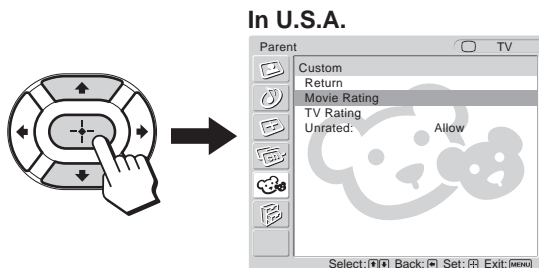 In U.S.A.
Parent TV
Custom
Return
Movie Rating
TV Rating
Unrated: Allow
Select: Back: Set: Exit: MENU